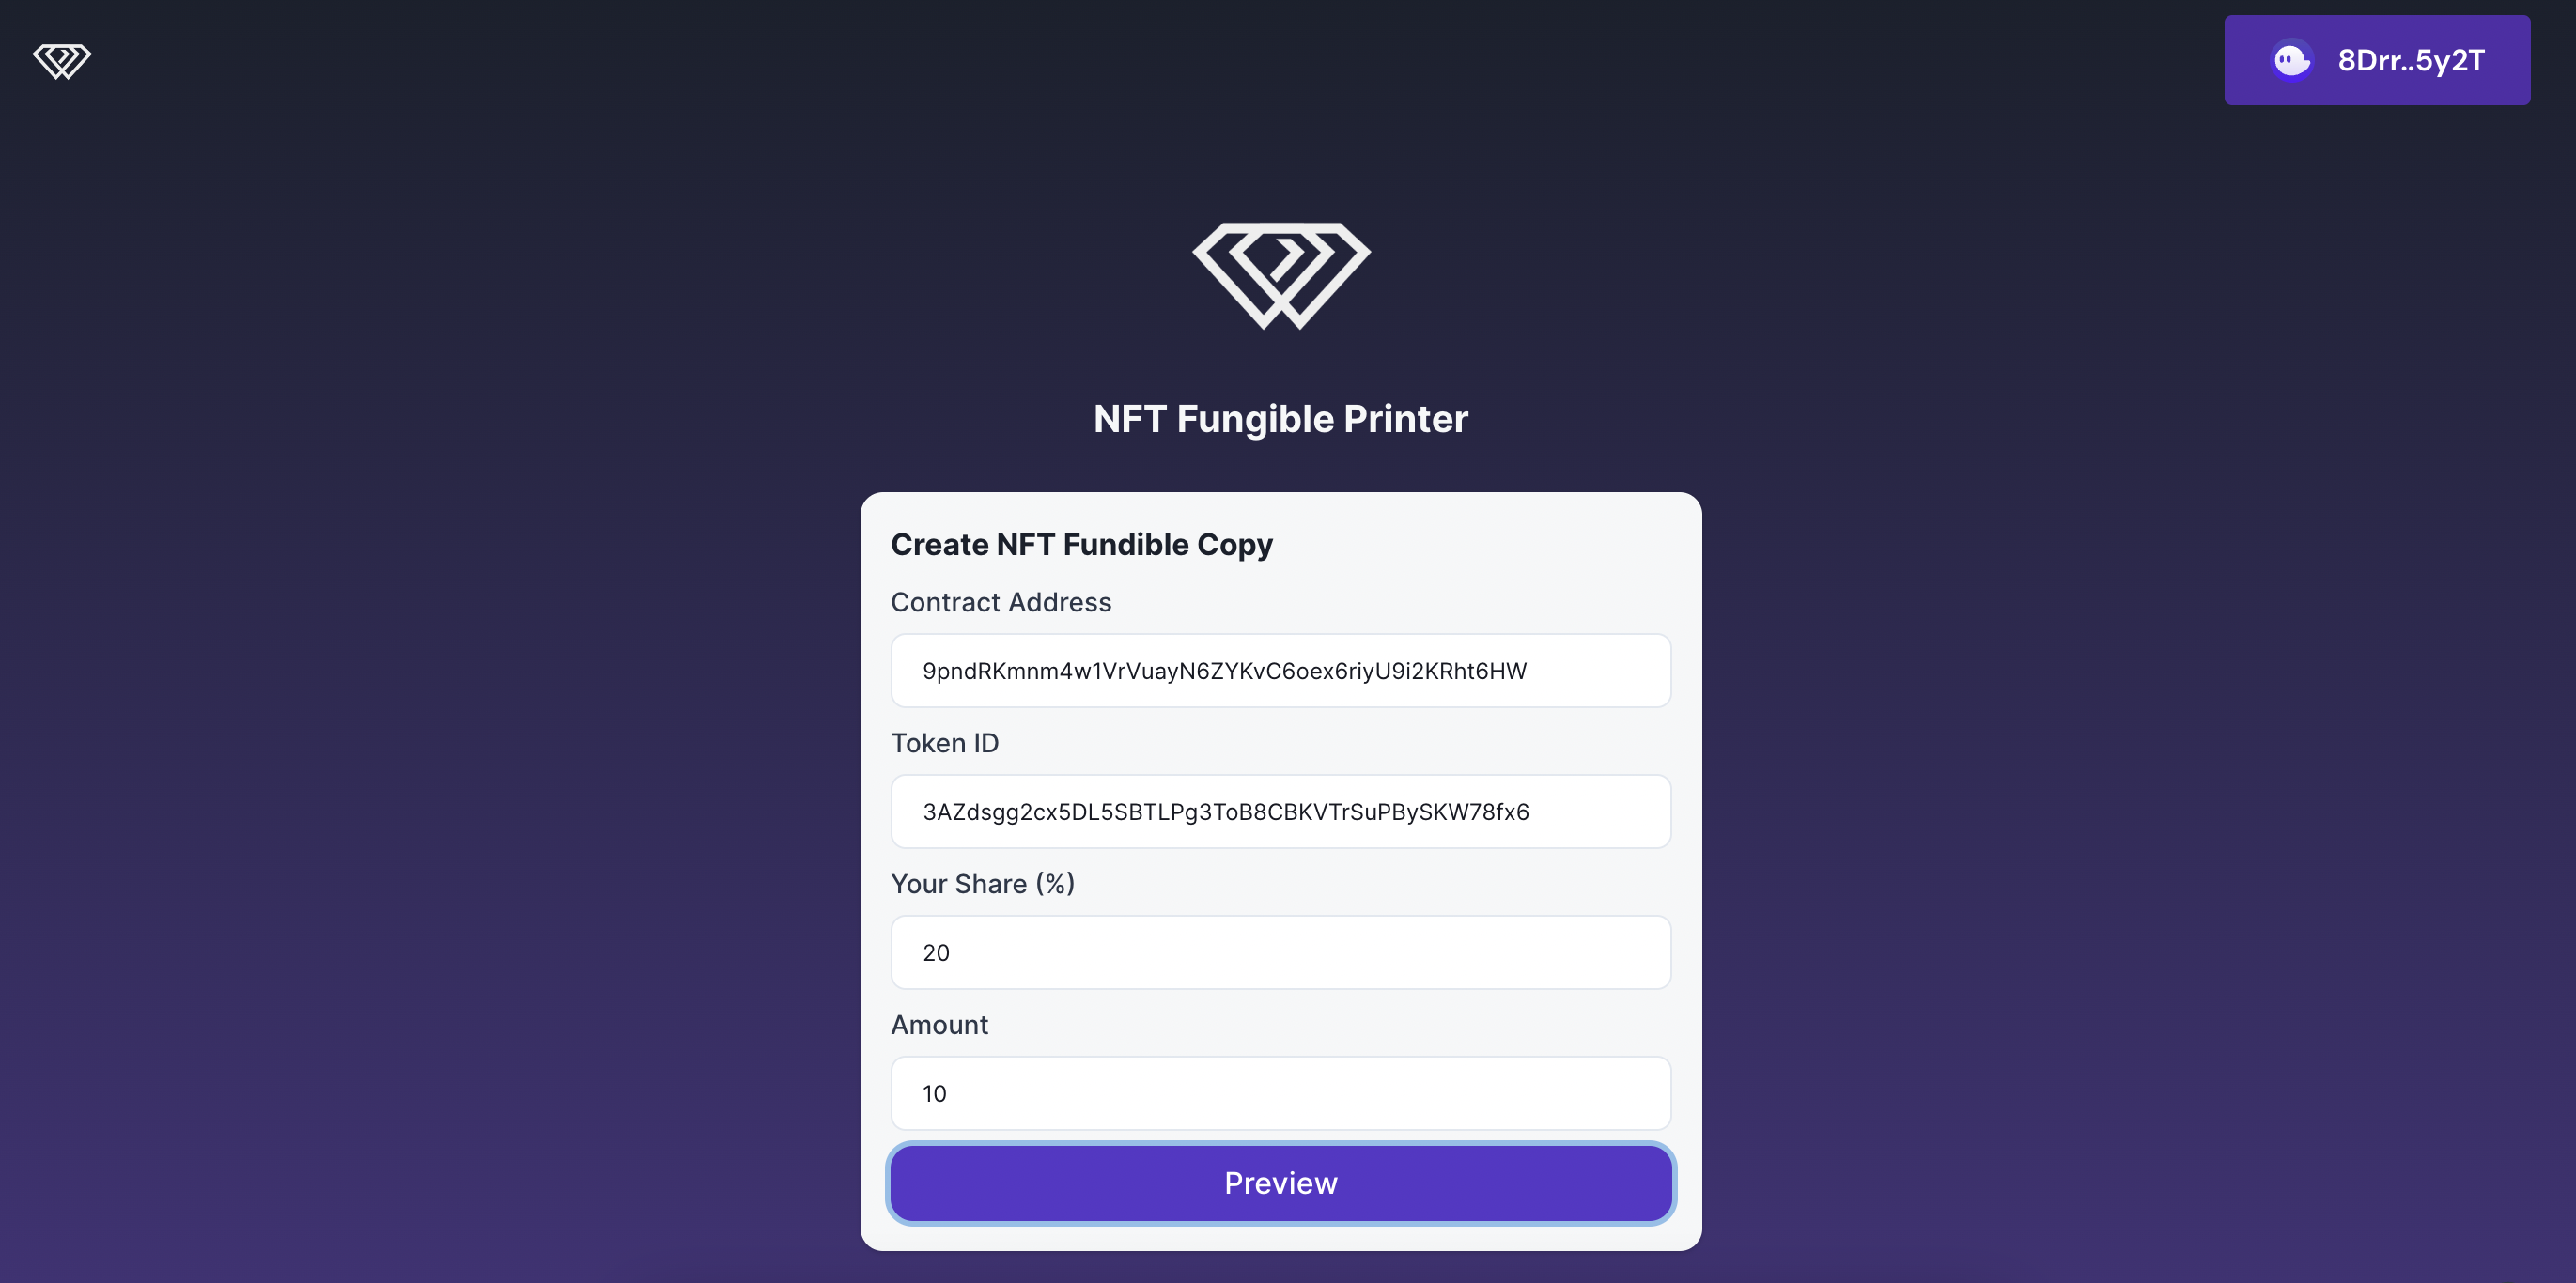 8Drr..5y2T
NFT Fungible Printer
Create NFT Fundible Copy
Contract Address
9pndRKmnm4w1VrVuayN6ZYKvC6oex6riyU9i2KRht6HW
Token ID
3AZdsgg2cx5DL5SBTLPg3ToB8CBKVTrSuPBySKW78fx6
Your Share (%)
20
Amount
10
Preview